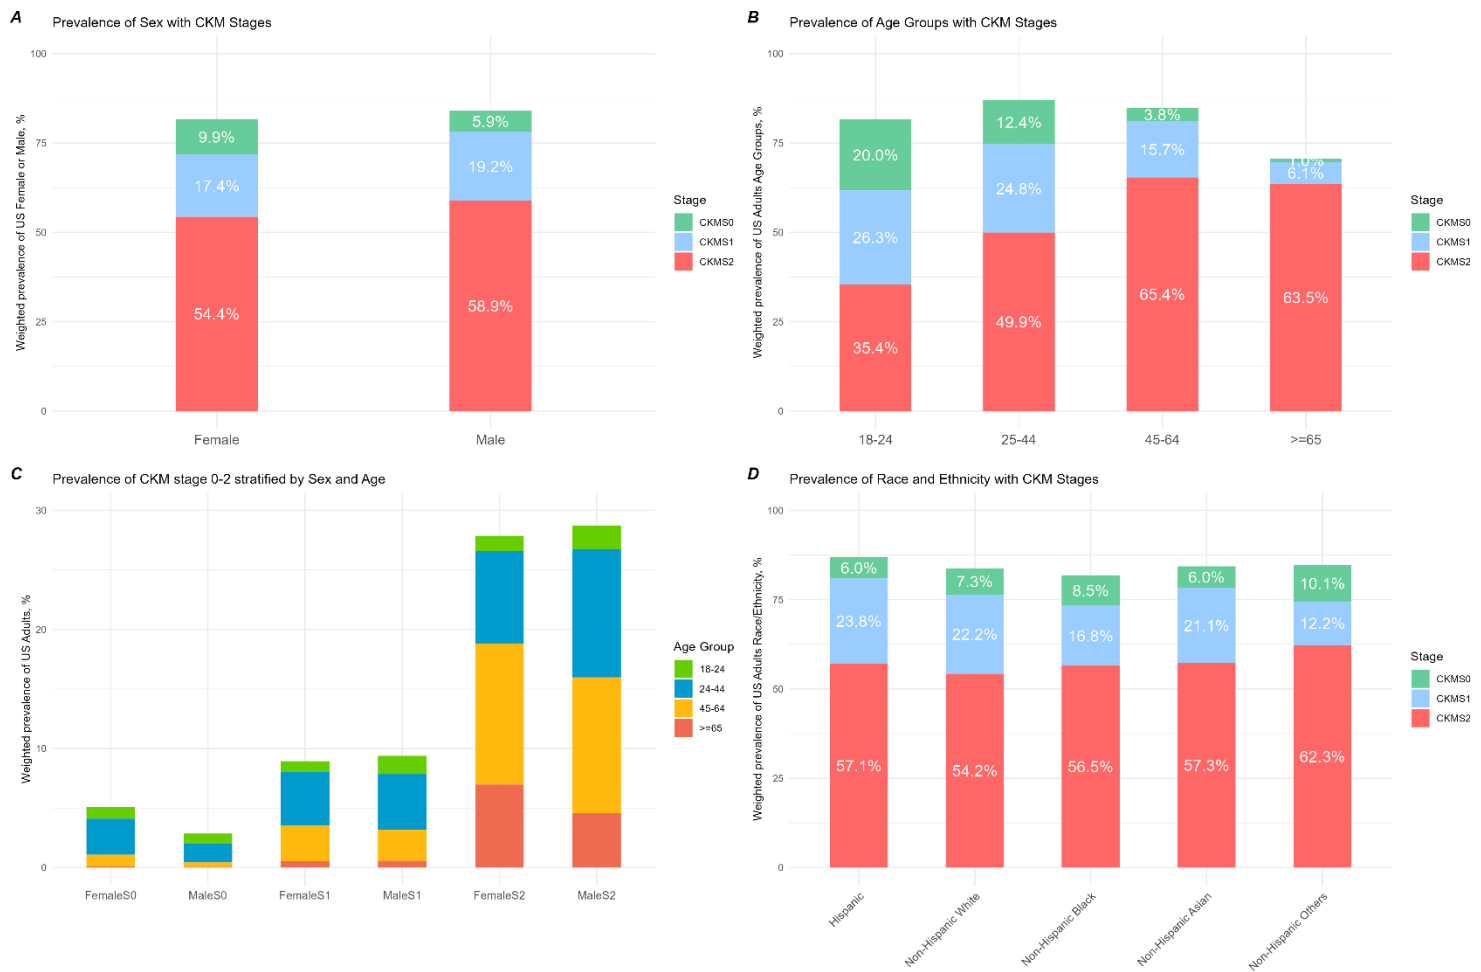 A
Prevalence of Sex with CKM Stages
Weighted prevalence of US Female or Male, %
100
75
50
25
0
9.9%
17.4%
54.4%
5.9%
19.2%
58.9%
Female
Male
Stage
CKMS0
CKMS1
CKMS2
B
Prevalence of Age Groups with CKM Stages
Weighted prevalence of US Adults Age Groups, %
100
75
50
25
0
20.0%
26.3%
35.4%
12.4%
24.8%
49.9%
3.8%
15.7%
65.4%
1.0%
6.1%
63.5%
18-24
25-44
45-64
>=65
Stage
CKMS0
CKMS1
CKMS2
C
Prevalence of CKM stage 0-2 stratified by Sex and Age
Weighted prevalence of US Adults, %
30
20
10
0
FemaleS0
MaleS0
FemaleS1
MaleS1
FemaleS2
MaleS2
Age Group
18-24
24-44
45-64
>=65
D
Prevalence of Race and Ethnicity with CKM Stages
Weighted prevalence of US Adults Race/Ethnicity, %
100
75
50
25
0
6.0%
23.8%
57.1%
7.3%
22.2%
54.2%
8.5%
16.8%
56.5%
6.0%
21.1%
57.3%
10.1%
12.2%
62.3%
Hispanic
Non-Hispanic White
Non-Hispanic Black
Non-Hispanic Asian
Non-Hispanic Others
Stage
CKMS0
CKMS1
CKMS2